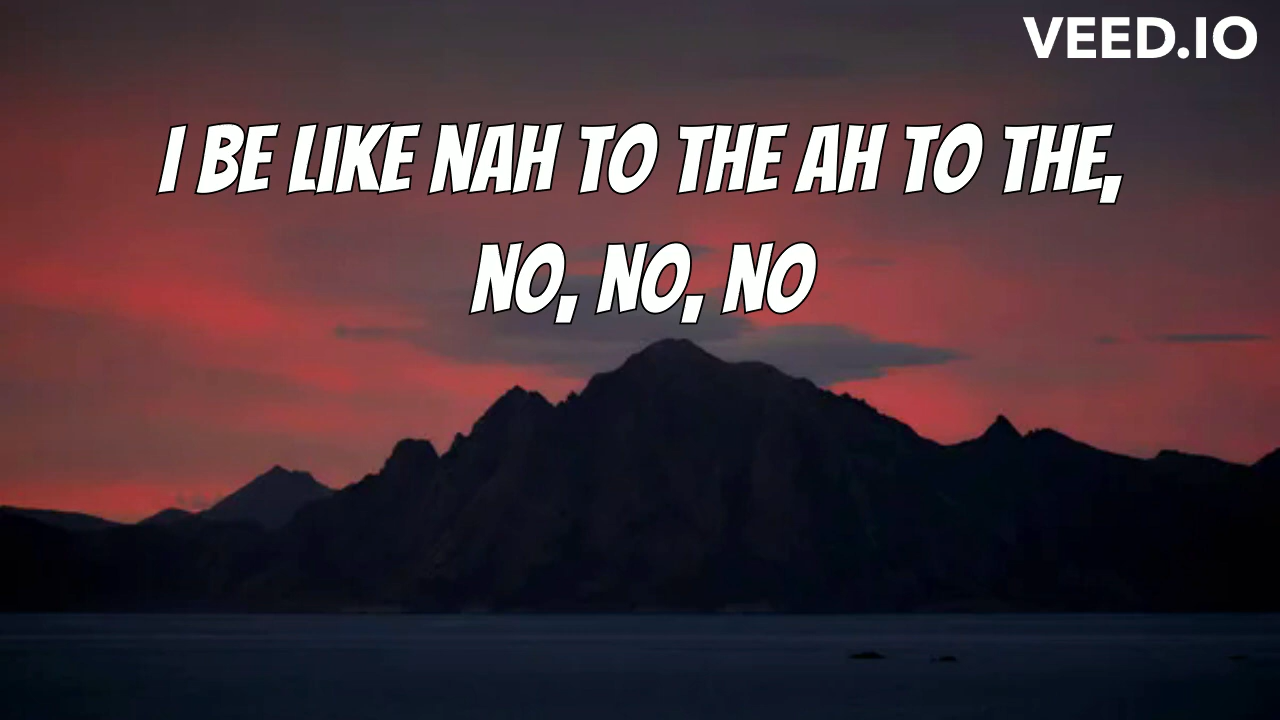 VEED.IO
I BE LIKE NAH TO THE AH TO THE,
NO, NO, NO